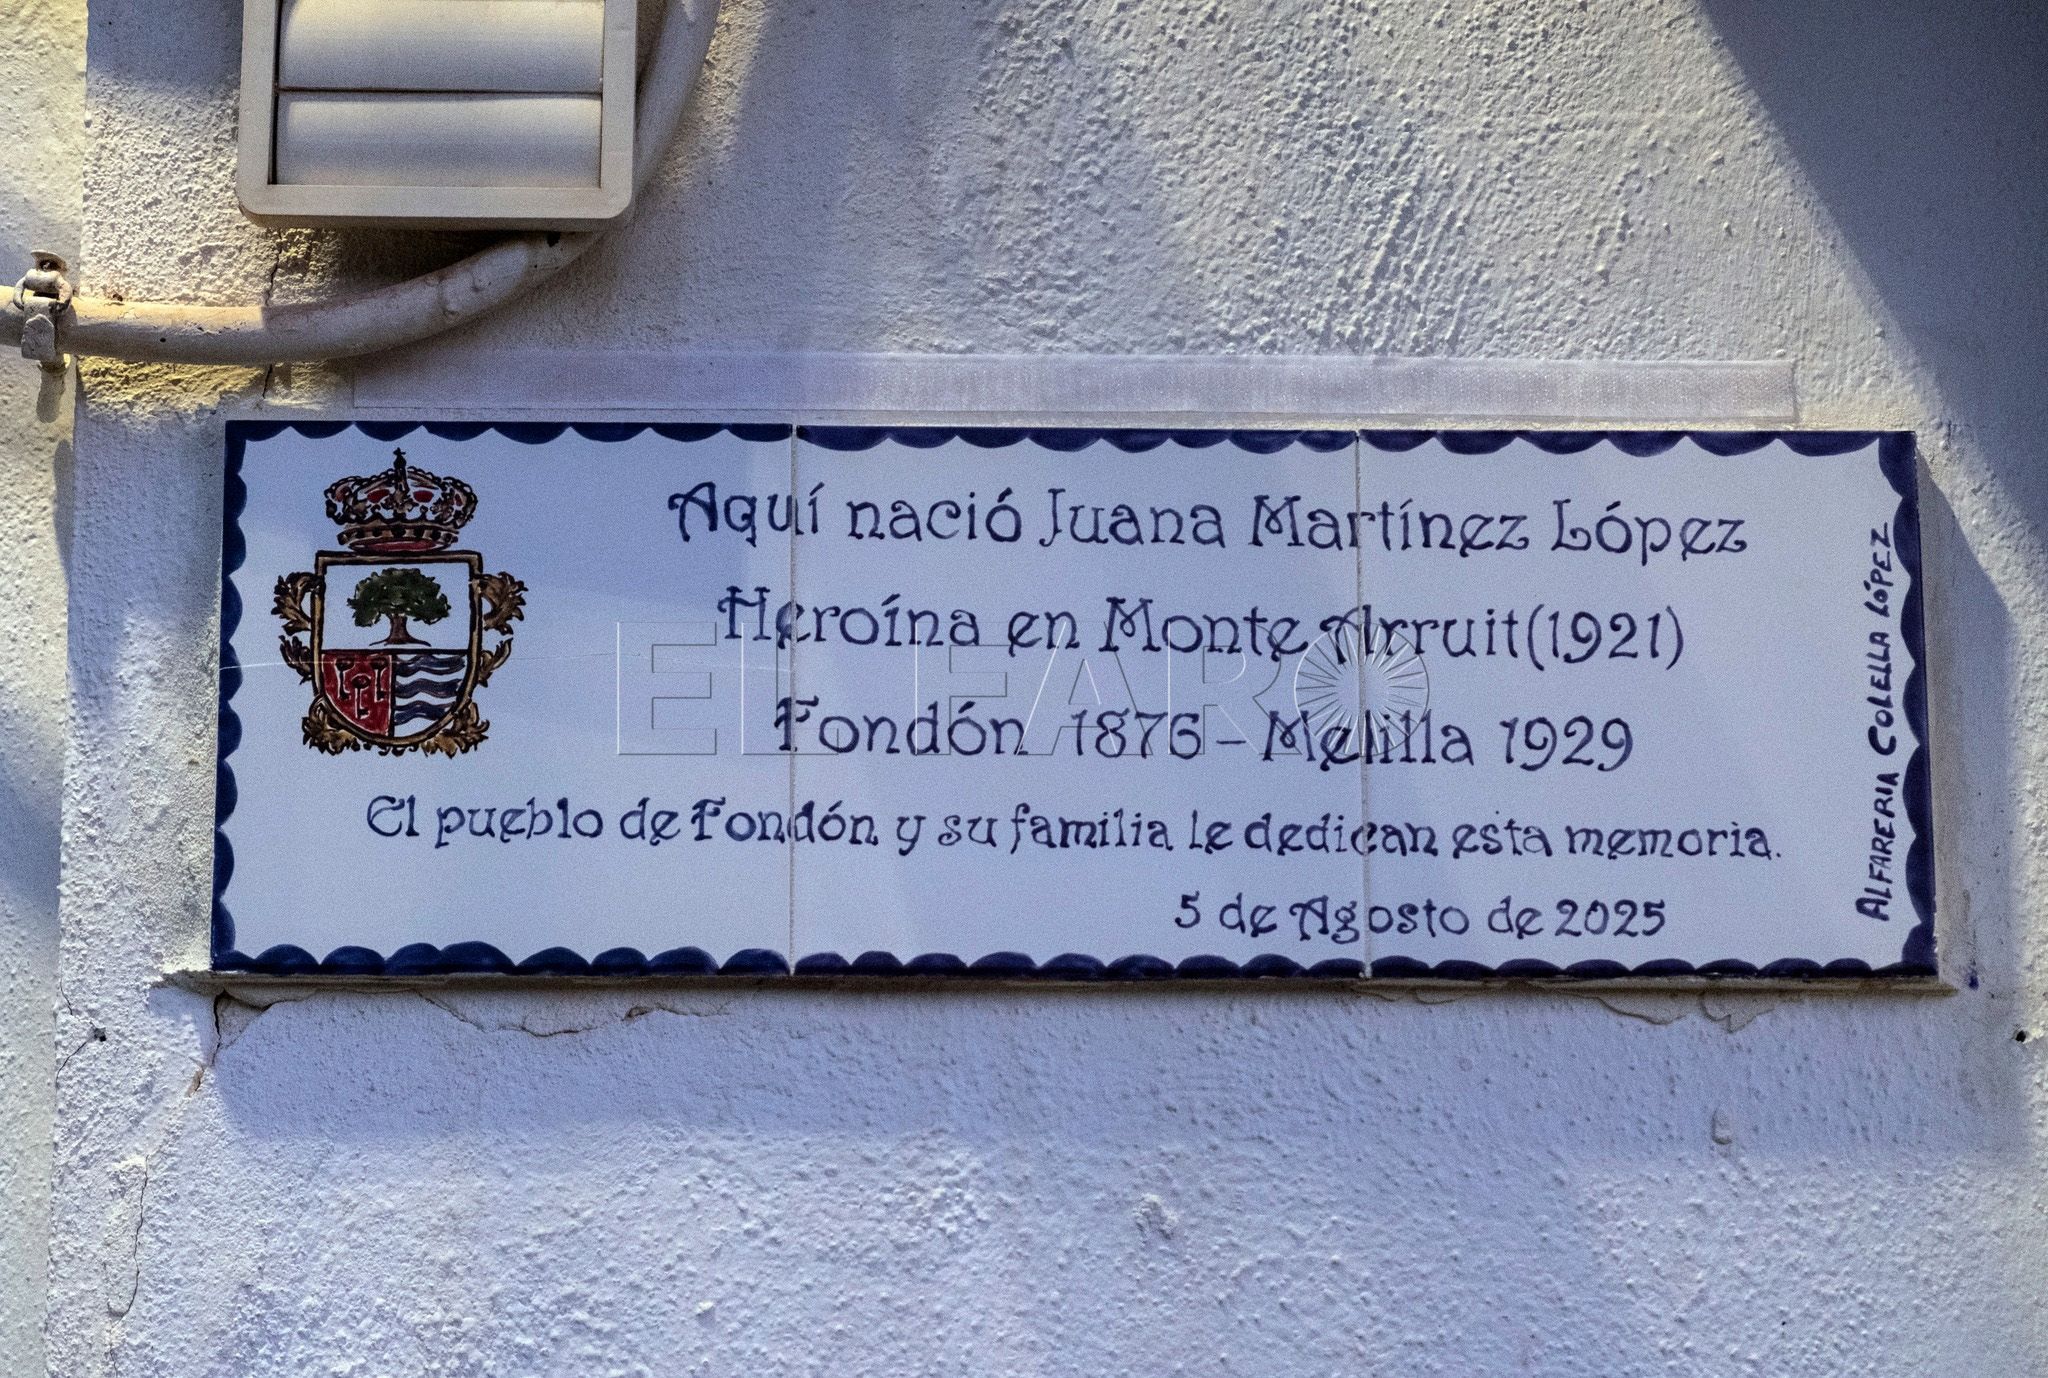 Aquí nació Juana Martínez López
Heroína en Monte Arruit(1921)
Fondón 1876 - Melilla 1929
El pueblo de Fondón y su familia le dedican esta memoria.
5 de Agosto de 2025
ALFARERIA COLELLA LÓPEZ
EL FARO